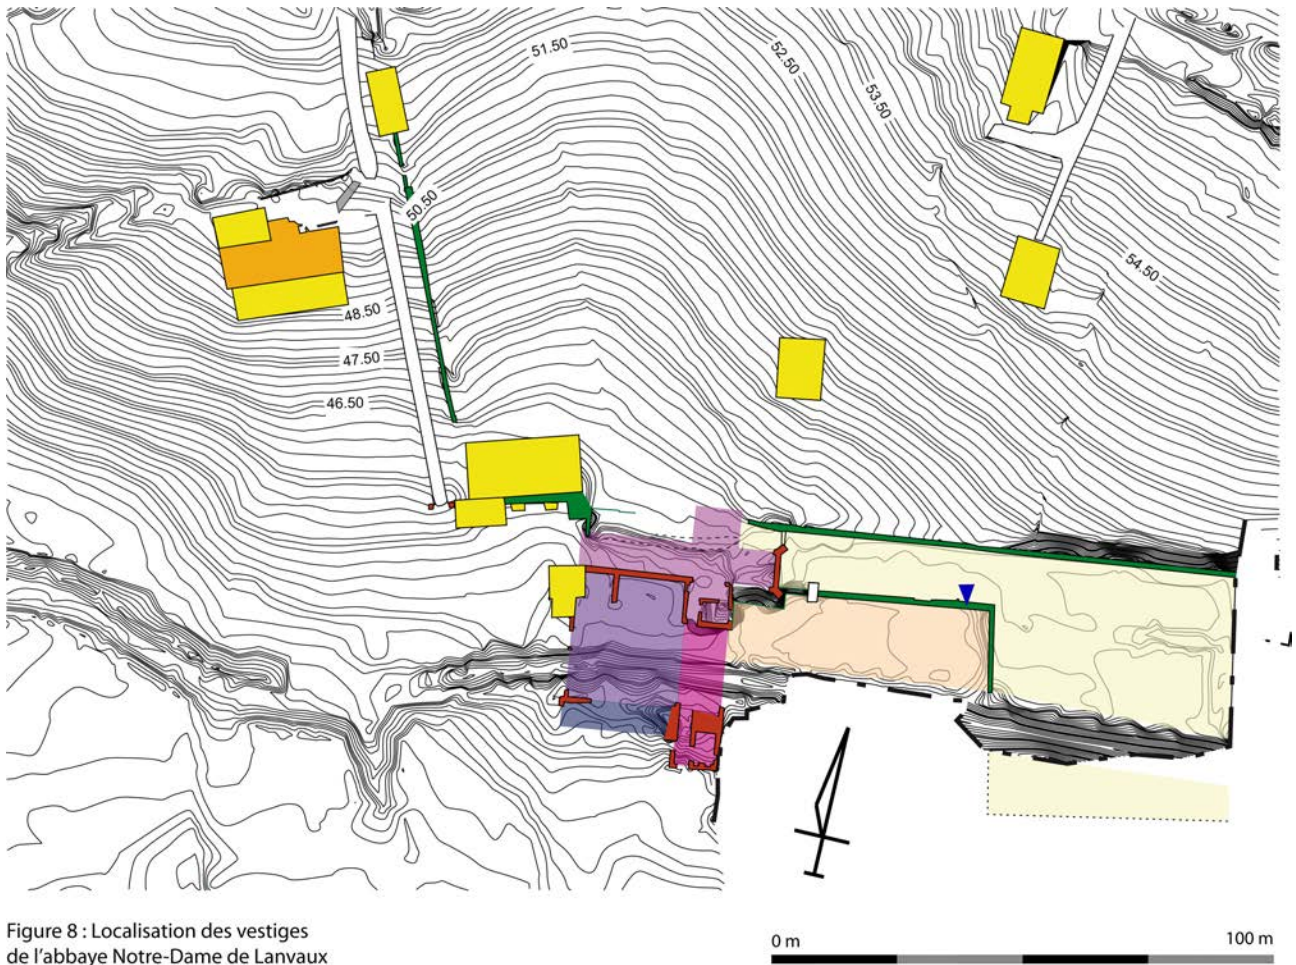 51.50
52.50
53.50
50.50
54.50
48.50
47.50
46.50
Figure 8 : Localisation des vestiges
de l'abbaye Notre-Dame de Lanvaux
0 m
100 m